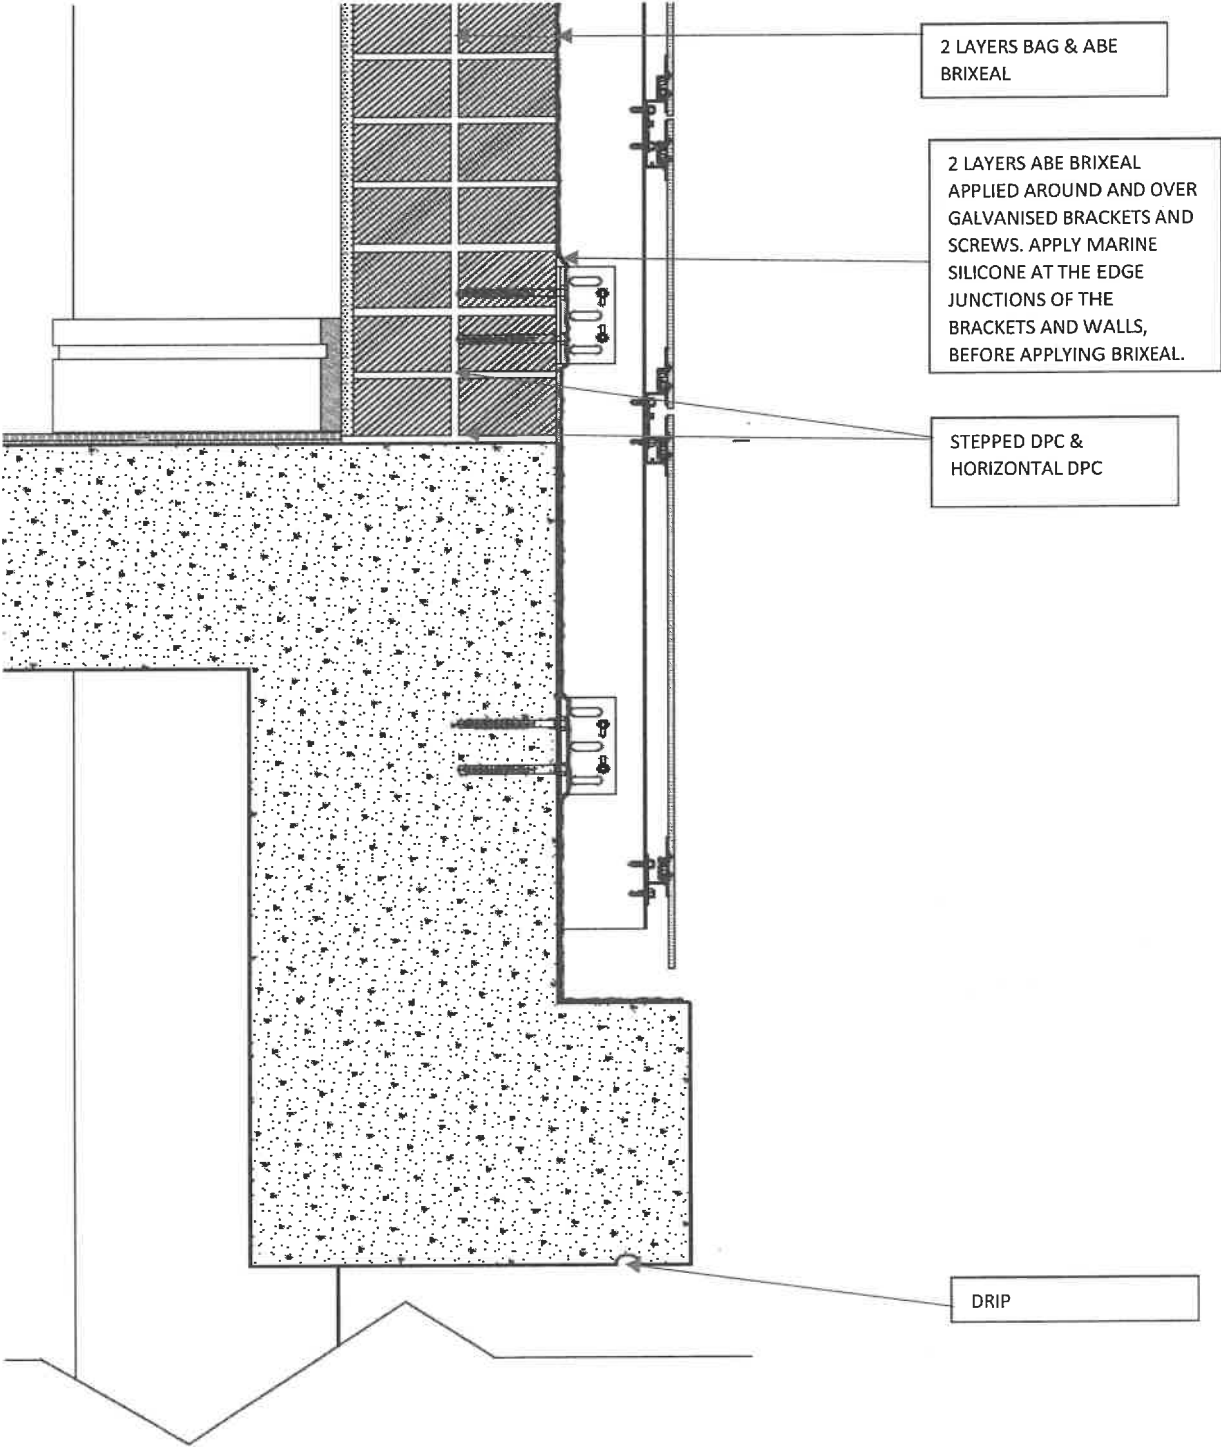 2 LAYERS BAG & ABE
BRIXEAL
2 LAYERS ABE BRIXEAL
APPLIED AROUND AND OVER
GALVANISED BRACKETS AND
SCREWS. APPLY MARINE
SILICONE AT THE EDGE
JUNCTIONS OF THE
BRACKETS AND WALLS,
BEFORE APPLYING BRIXEAL.
STEPPED DPC &
HORIZONTAL DPC
DRIP